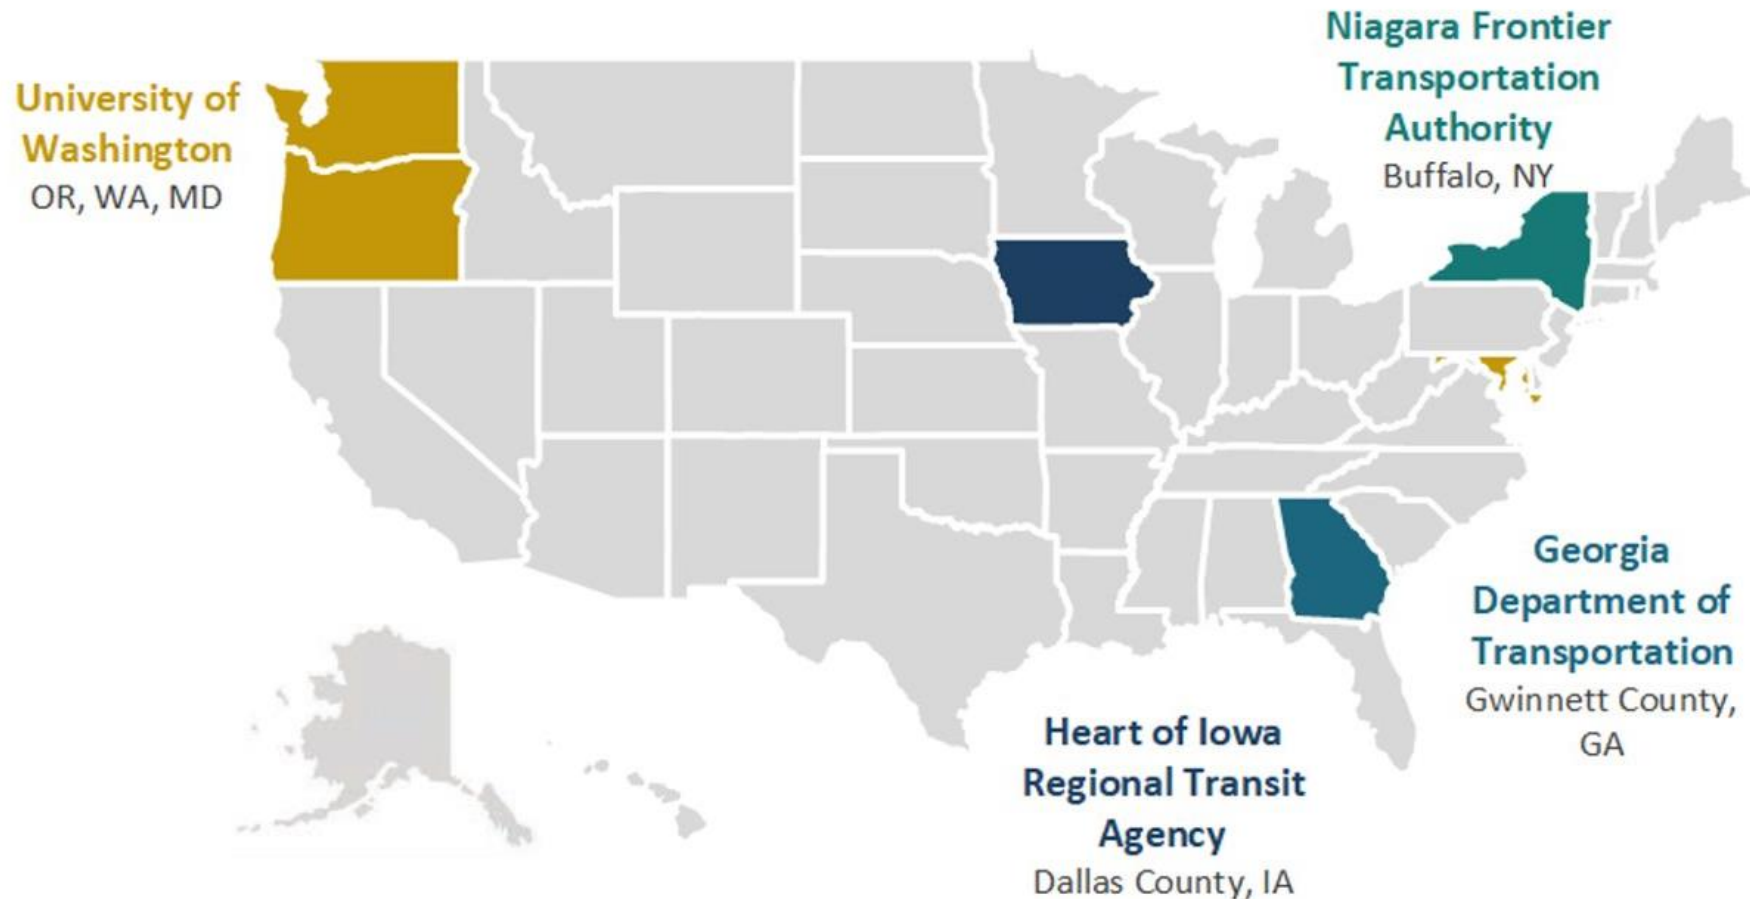 University of
Washington
OR, WA, MD
Niagara Frontier
Transportation
Authority
Buffalo, NY
Georgia
Department of
Transportation
Gwinnett County,
GA
Heart of Iowa
Regional Transit
Agency
Dallas County, IA